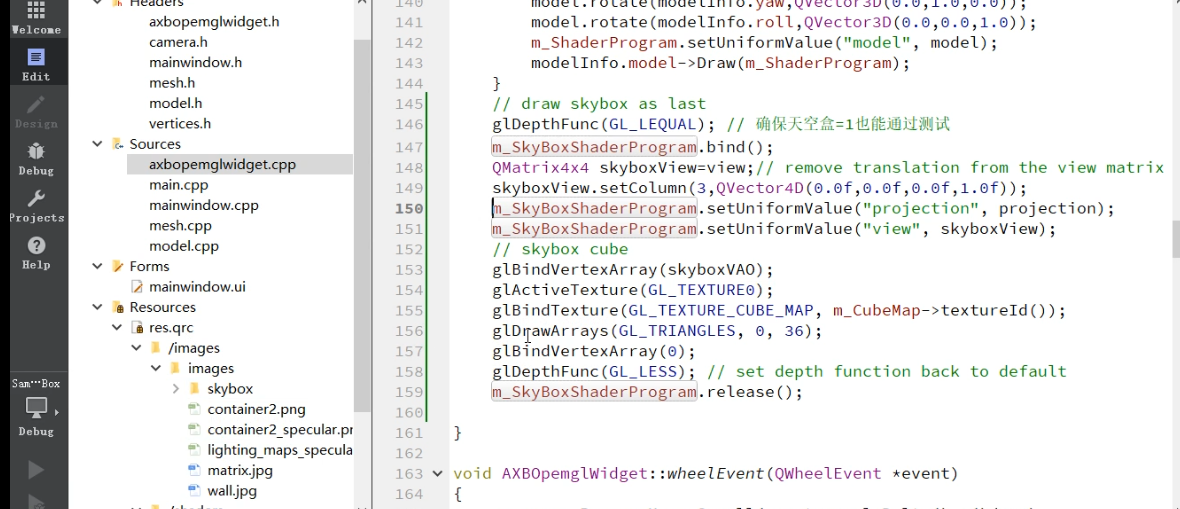 Welcome
Edit
Design
Debug
Projects
Help
Sam···Box
Debug
Headers
axbopemglwidget.h
camera.h
mainwindow.h
mesh.h
model.h
vertices.h
Sources
axbopemglwidget.cpp
main.cpp
mainwindow.cpp
mesh.cpp
model.cpp
Forms
mainwindow.ui
Resources
res.qrc
/images
images
skybox
container2.png
container2_specular.pr
lighting_maps_specula
matrix.jpg
wall.jpg
140 model.rotate(modelInfo.yaw,QVector3D(0.0,1.0,0.0));
141 model.rotate(modelInfo.roll,QVector3D(0.0,0.0,1.0));
142 m_ShaderProgram.setUniformValue("model", model);
143 modelInfo.model->Draw(m_ShaderProgram);
144 }
145 // draw skybox as last
146 glDepthFunc(GL_LEQUAL); // 确保天空盒=1也能通过测试
147 m_SkyBoxShaderProgram.bind();
148 QMatrix4x4 skyboxView=view;// remove translation from the view matrix
149 skyboxView.setColumn(3,QVector4D(0.0f,0.0f,0.0f,1.0f));
150 m_SkyBoxShaderProgram.setUniformValue("projection", projection);
151 m_SkyBoxShaderProgram.setUniformValue("view", skyboxView);
152 // skybox cube
153 glBindVertexArray(skyboxVAO);
154 glActiveTexture(GL_TEXTURE0);
155 glBindTexture(GL_TEXTURE_CUBE_MAP, m_CubeMap->textureId());
156 glDrawArrays(GL_TRIANGLES, 0, 36);
157 glBindVertexArray(0);
158 glDepthFunc(GL_LESS); // set depth function back to default
159 m_SkyBoxShaderProgram.release();
160
161 }
162
163 void AXBOpemglWidget::wheelEvent(QWheelEvent *event)
164 {